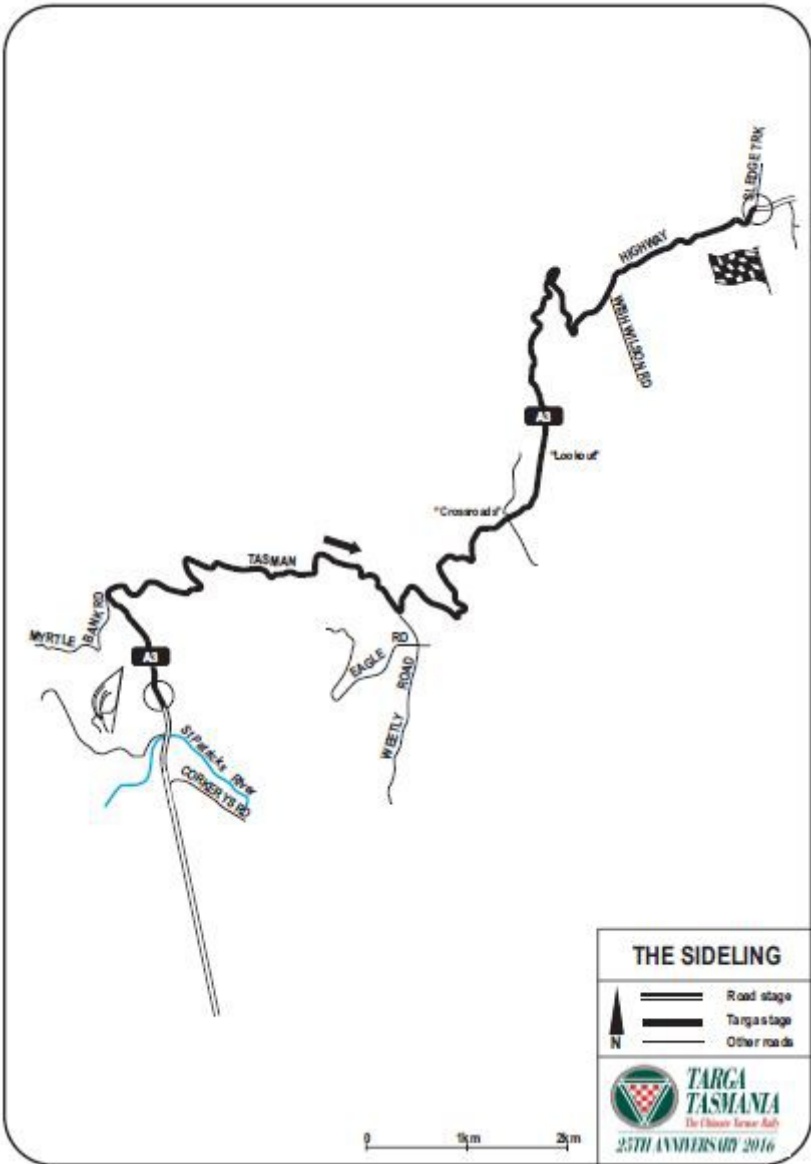 SLEDGE TRK
HIGHWAY
WISH WILSON RD
A3
"Lookout"
"Crossroads"
TASMAN
MYRTLE BANK RD
A3
EAGLE RD
WEETLY ROAD
St Patricks River
CORKERYS RD
THE SIDELING
Road stage
Targa stage
Other roads
N
TARGA
TASMANIA
The Ultimate Tarmac Rally
25TH ANNIVERSARY 2016
0 1km 2km